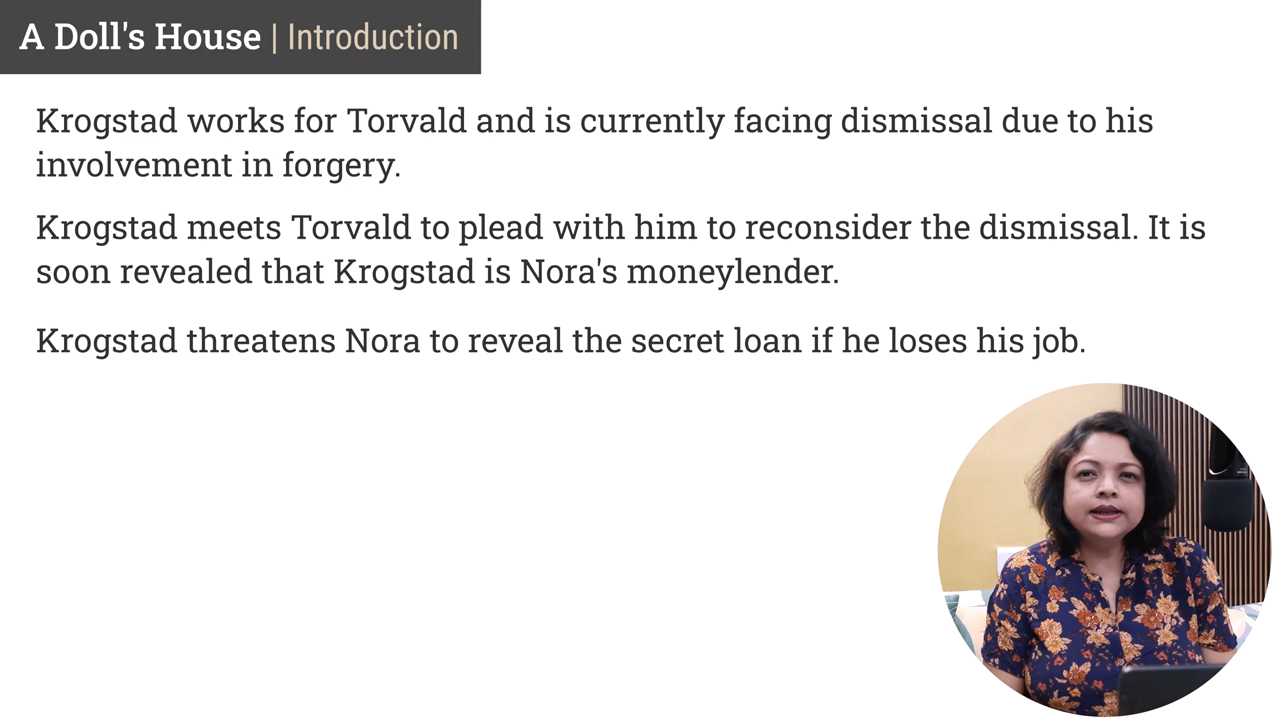 A Doll's House | Introduction
Krogstad works for Torvald and is currently facing dismissal due to his
involvement in forgery.
Krogstad meets Torvald to plead with him to reconsider the dismissal. It is
soon revealed that Krogstad is Nora's moneylender.
Krogstad threatens Nora to reveal the secret loan if he loses his job.